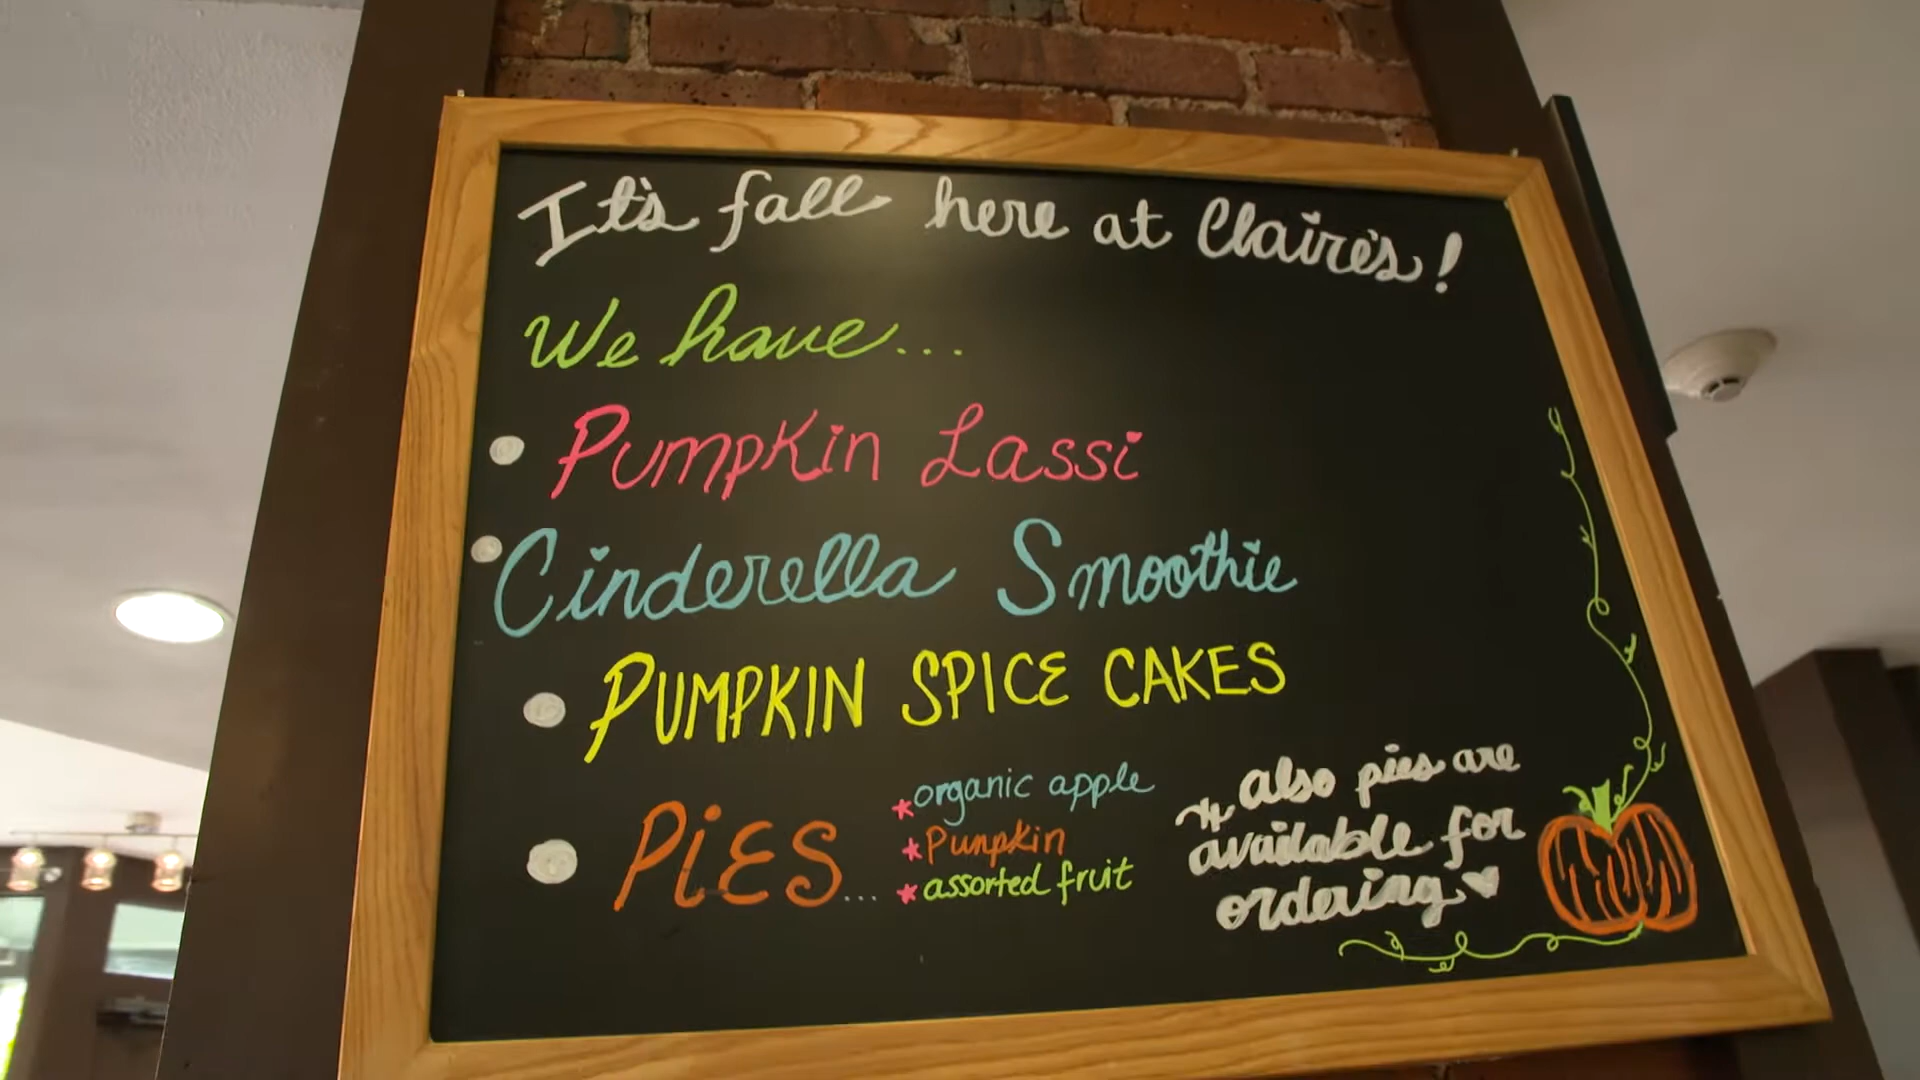 It's fall here at Claire's!
We have...
Pumpkin Lassi
Cinderella Smoothie
PUMPKIN SPICE CAKES
PiES...
*organic apple
*Pumpkin
*assorted fruit
* also pies are
available for
ordering ♥